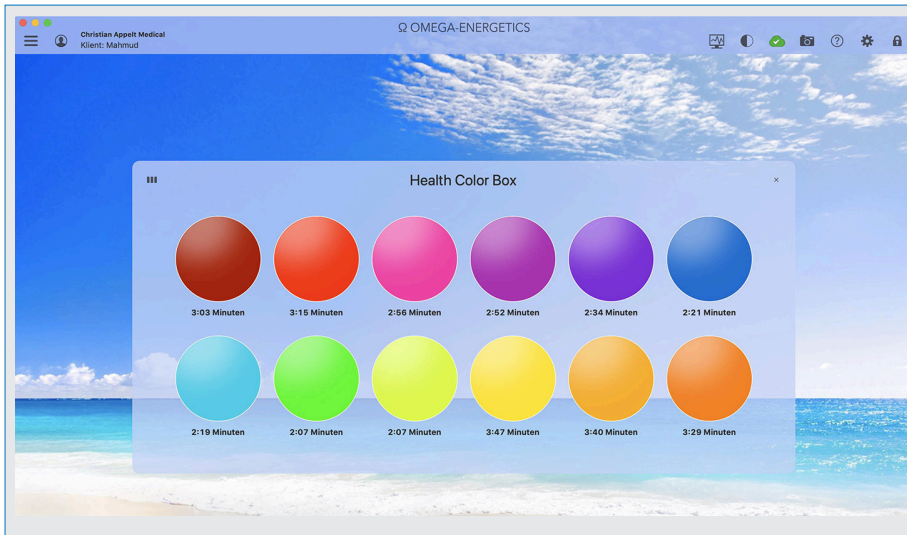 Christian Appelt Medical
Klient: Mahmud
Ω OMEGA-ENERGETICS
?
Health Color Box
×
3:03 Minuten 3:15 Minuten 2:56 Minuten 2:52 Minuten 2:34 Minuten 2:21 Minuten
2:19 Minuten 2:07 Minuten 2:07 Minuten 3:47 Minuten 3:40 Minuten 3:29 Minuten